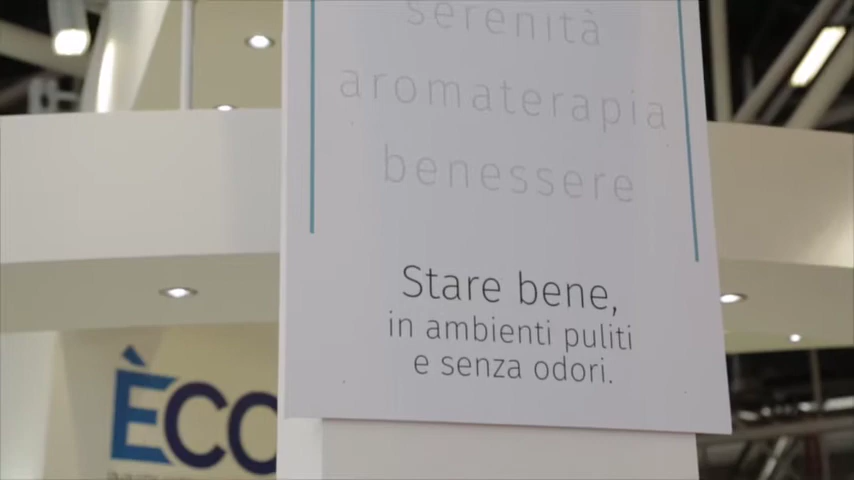 serenità
aromaterapia
benessere
Stare bene,
in ambienti puliti
e senza odori.
ÈCO